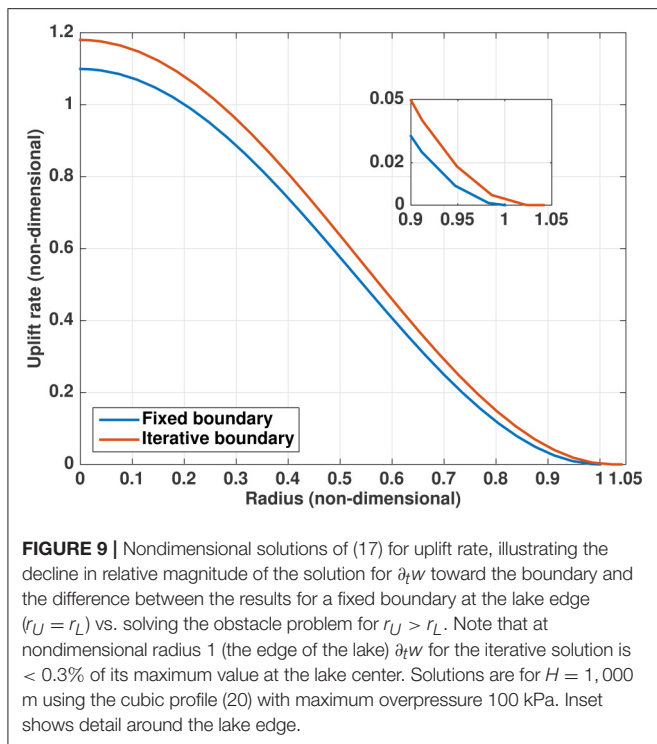 1.2
1
0.8
0.6
0.4
0.2
0
Uplift rate (non-dimensional)
0.05
0.02
0
0.9 0.95 1 1.05
Fixed boundary
Iterative boundary
0 0.1 0.2 0.3 0.4 0.5 0.6 0.7 0.8 0.9 1 1.05
Radius (non-dimensional)
FIGURE 9 | Nondimensional solutions of (17) for uplift rate, illustrating the
decline in relative magnitude of the solution for ∂ₜw toward the boundary and
the difference between the results for a fixed boundary at the lake edge
(r_U = r_L) vs. solving the obstacle problem for r_U > r_L. Note that at
nondimensional radius 1 (the edge of the lake) ∂ₜw for the iterative solution is
< 0.3% of its maximum value at the lake center. Solutions are for H = 1, 000
m using the cubic profile (20) with maximum overpressure 100 kPa. Inset
shows detail around the lake edge.